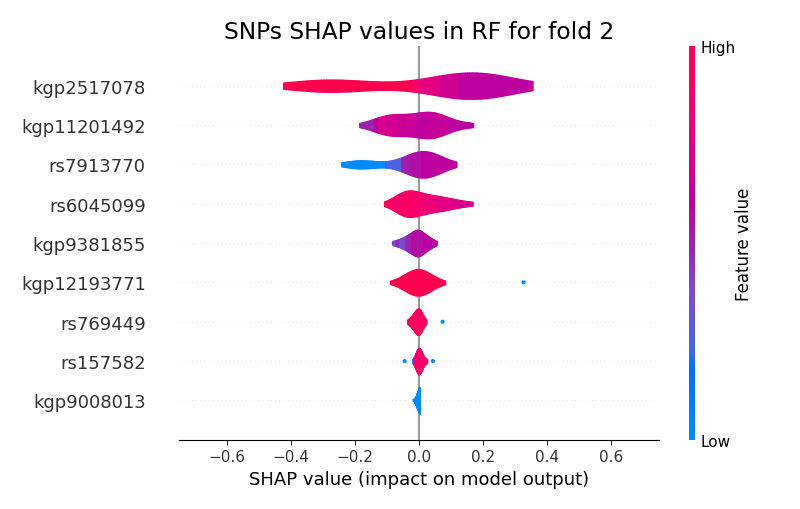 SNPs SHAP values in RF for fold 2
High
kgp2517078
kgp11201492
rs7913770
rs6045099
kgp9381855
kgp12193771
rs769449
rs157582
kgp9008013
Feature value
Low
−0.6 −0.4 −0.2 0.0 0.2 0.4 0.6
SHAP value (impact on model output)